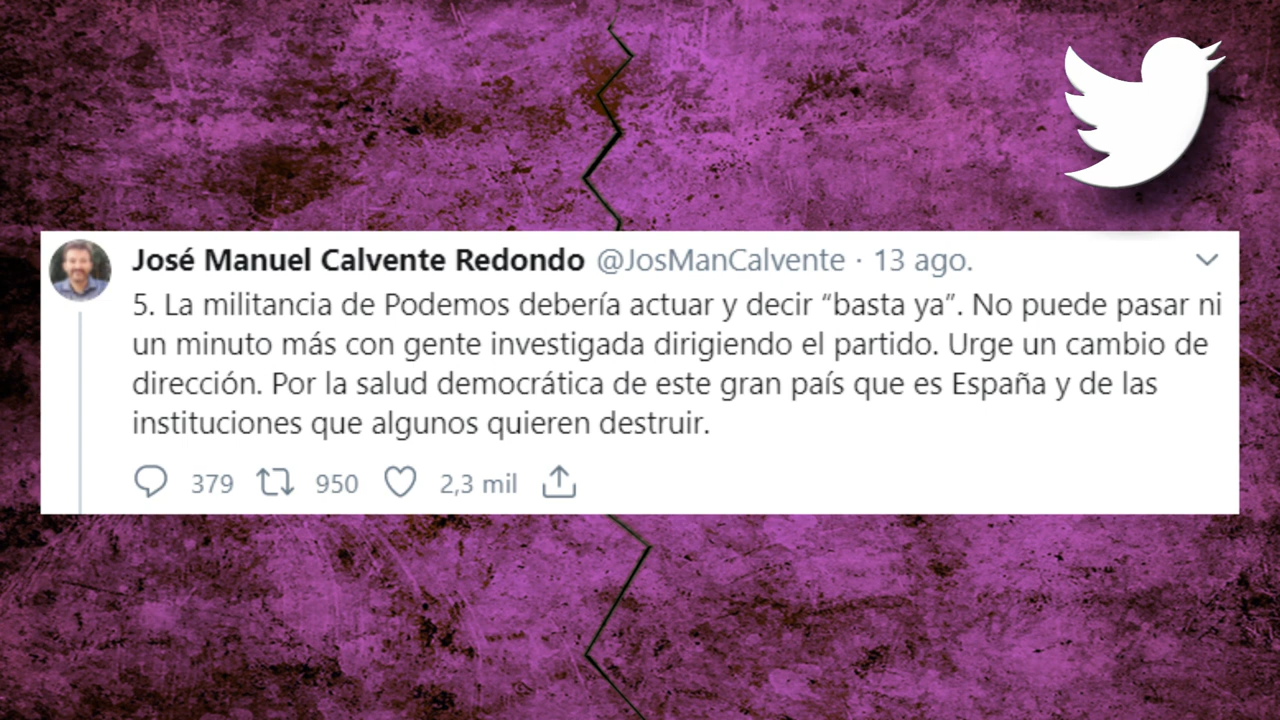 José Manuel Calvente Redondo @JosManCalvente · 13 ago.
5. La militancia de Podemos debería actuar y decir “basta ya”. No puede pasar ni
un minuto más con gente investigada dirigiendo el partido. Urge un cambio de
dirección. Por la salud democrática de este gran país que es España y de las
instituciones que algunos quieren destruir.
379 950 2,3 mil